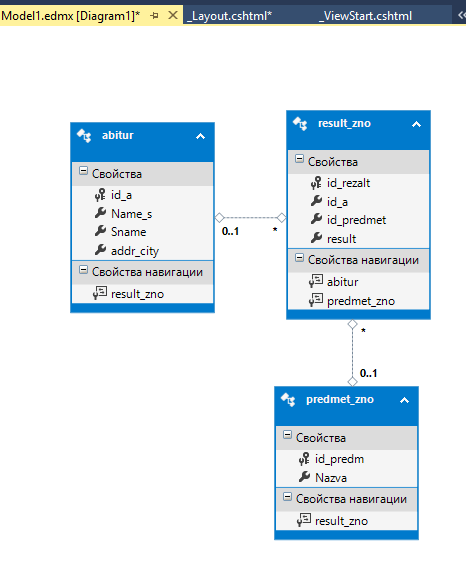 Model1.edmx [Diagram1]*
_Layout.cshtml*
_ViewStart.cshtml
abitur
Свойства
id_a
Name_s
Sname
addr_city
Свойства навигации
result_zno
0..1
*
result_zno
Свойства
id_rezalt
id_a
id_predmet
result
Свойства навигации
abitur
predmet_zno
*
0..1
predmet_zno
Свойства
id_predm
Nazva
Свойства навигации
result_zno